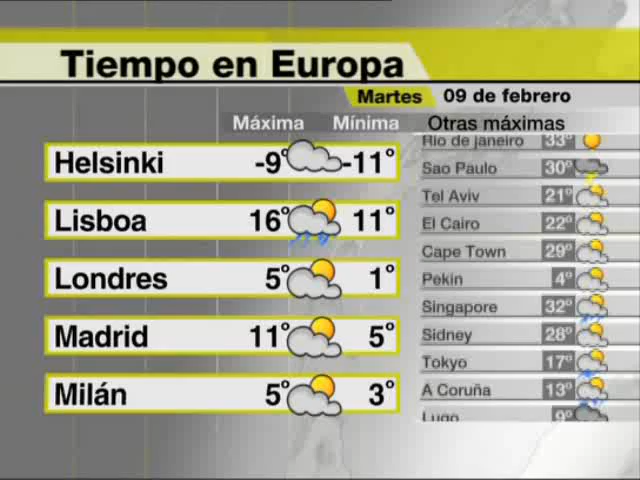 Tiempo en Europa
Martes 09 de febrero
Máxima Mínima
Helsinki -9° -11°
Lisboa 16° 11°
Londres 5° 1°
Madrid 11° 5°
Milán 5° 3°
Otras máximas
Rio de janeiro 33°
Sao Paulo 30°
Tel Aviv 21°
El Cairo 22°
Cape Town 29°
Pekin 4°
Singapore 32°
Sidney 28°
Tokyo 17°
A Coruña 13°
Lugo 9°